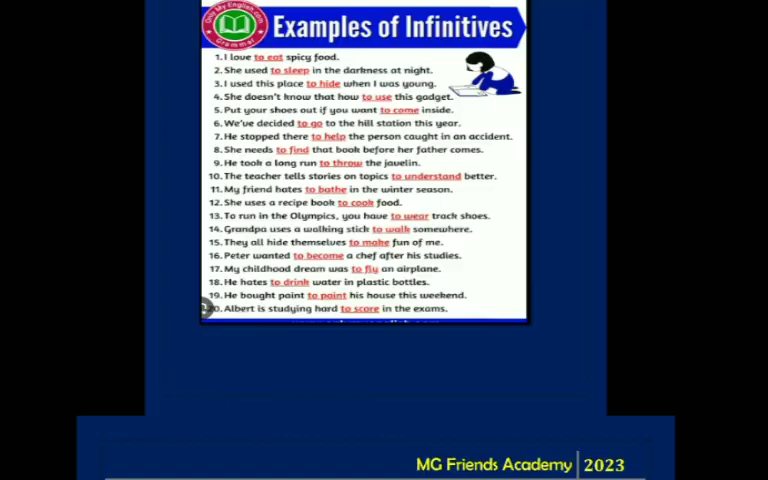 Only My English.com
Grammar
Examples of Infinitives
1. I love to eat spicy food.
2. She used to sleep in the darkness at night.
3. I used this place to hide when I was young.
4. She doesn't know that how to use this gadget.
5. Put your shoes out if you want to come inside.
6. We've decided to go to the hill station this year.
7. He stopped there to help the person caught in an accident.
8. She needs to find that book before her father comes.
9. He took a long run to throw the javelin.
10. The teacher tells stories on topics to understand better.
11. My friend hates to bathe in the winter season.
12. She uses a recipe book to cook food.
13. To run in the Olympics, you have to wear track shoes.
14. Grandpa uses a walking stick to walk somewhere.
15. They all hide themselves to make fun of me.
16. Peter wanted to become a chef after his studies.
17. My childhood dream was to fly an airplane.
18. He hates to drink water in plastic bottles.
19. He bought paint to paint his house this weekend.
20. Albert is studying hard to score in the exams.
MG Friends Academy 2023